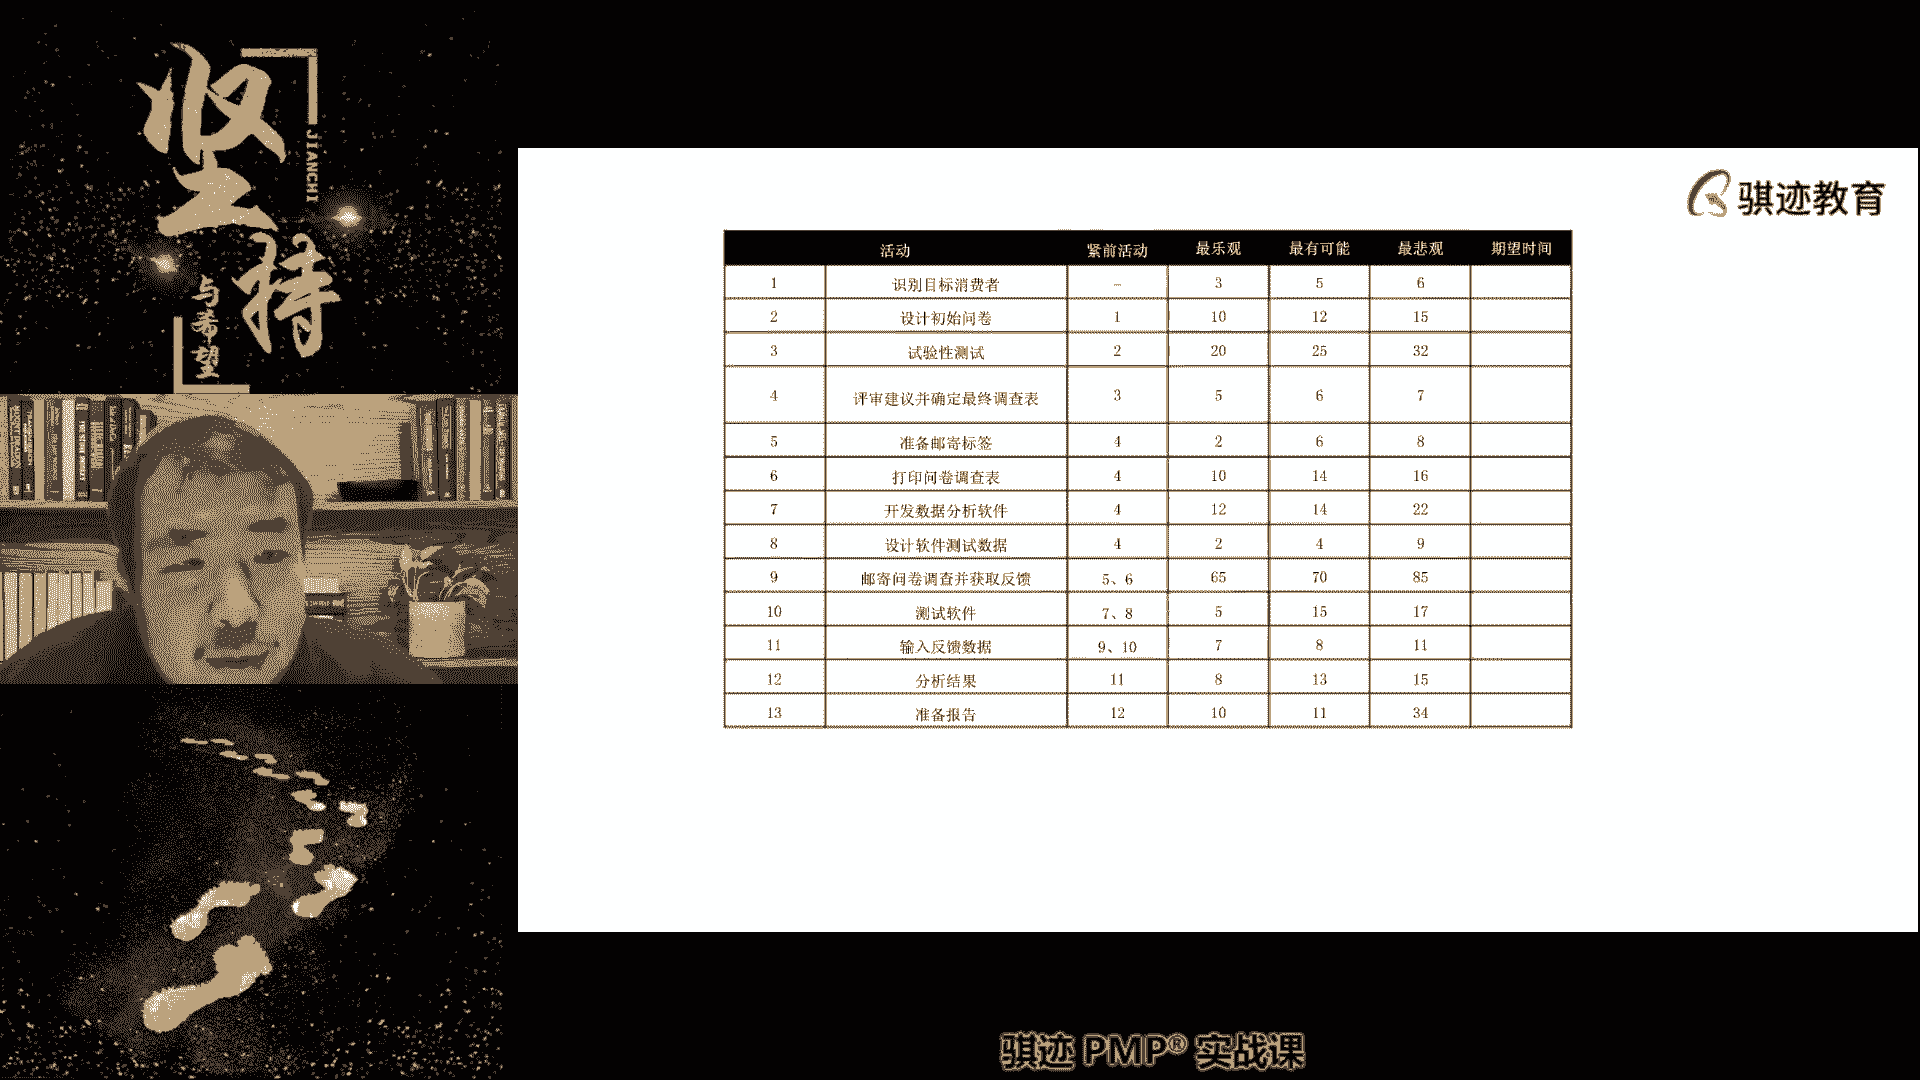 坚持
JIANCHI
与希望
骐迹教育
活动 紧前活动 最乐观 最有可能 最悲观 期望时间
1 识别目标消费者 – 3 5 6
2 设计初始问卷 1 10 12 15
3 试验性测试 2 20 25 32
4 评审建议并确定最终调查表 3 5 6 7
5 准备邮寄标签 4 2 6 8
6 打印问卷调查表 4 10 14 16
7 开发数据分析软件 4 12 14 22
8 设计软件测试数据 4 2 4 9
9 邮寄问卷调查并获取反馈 5、6 65 70 85
10 测试软件 7、8 5 15 17
11 输入反馈数据 9、10 7 8 11
12 分析结果 11 8 13 15
13 准备报告 12 10 11 34
骐迹 PMP® 实战课